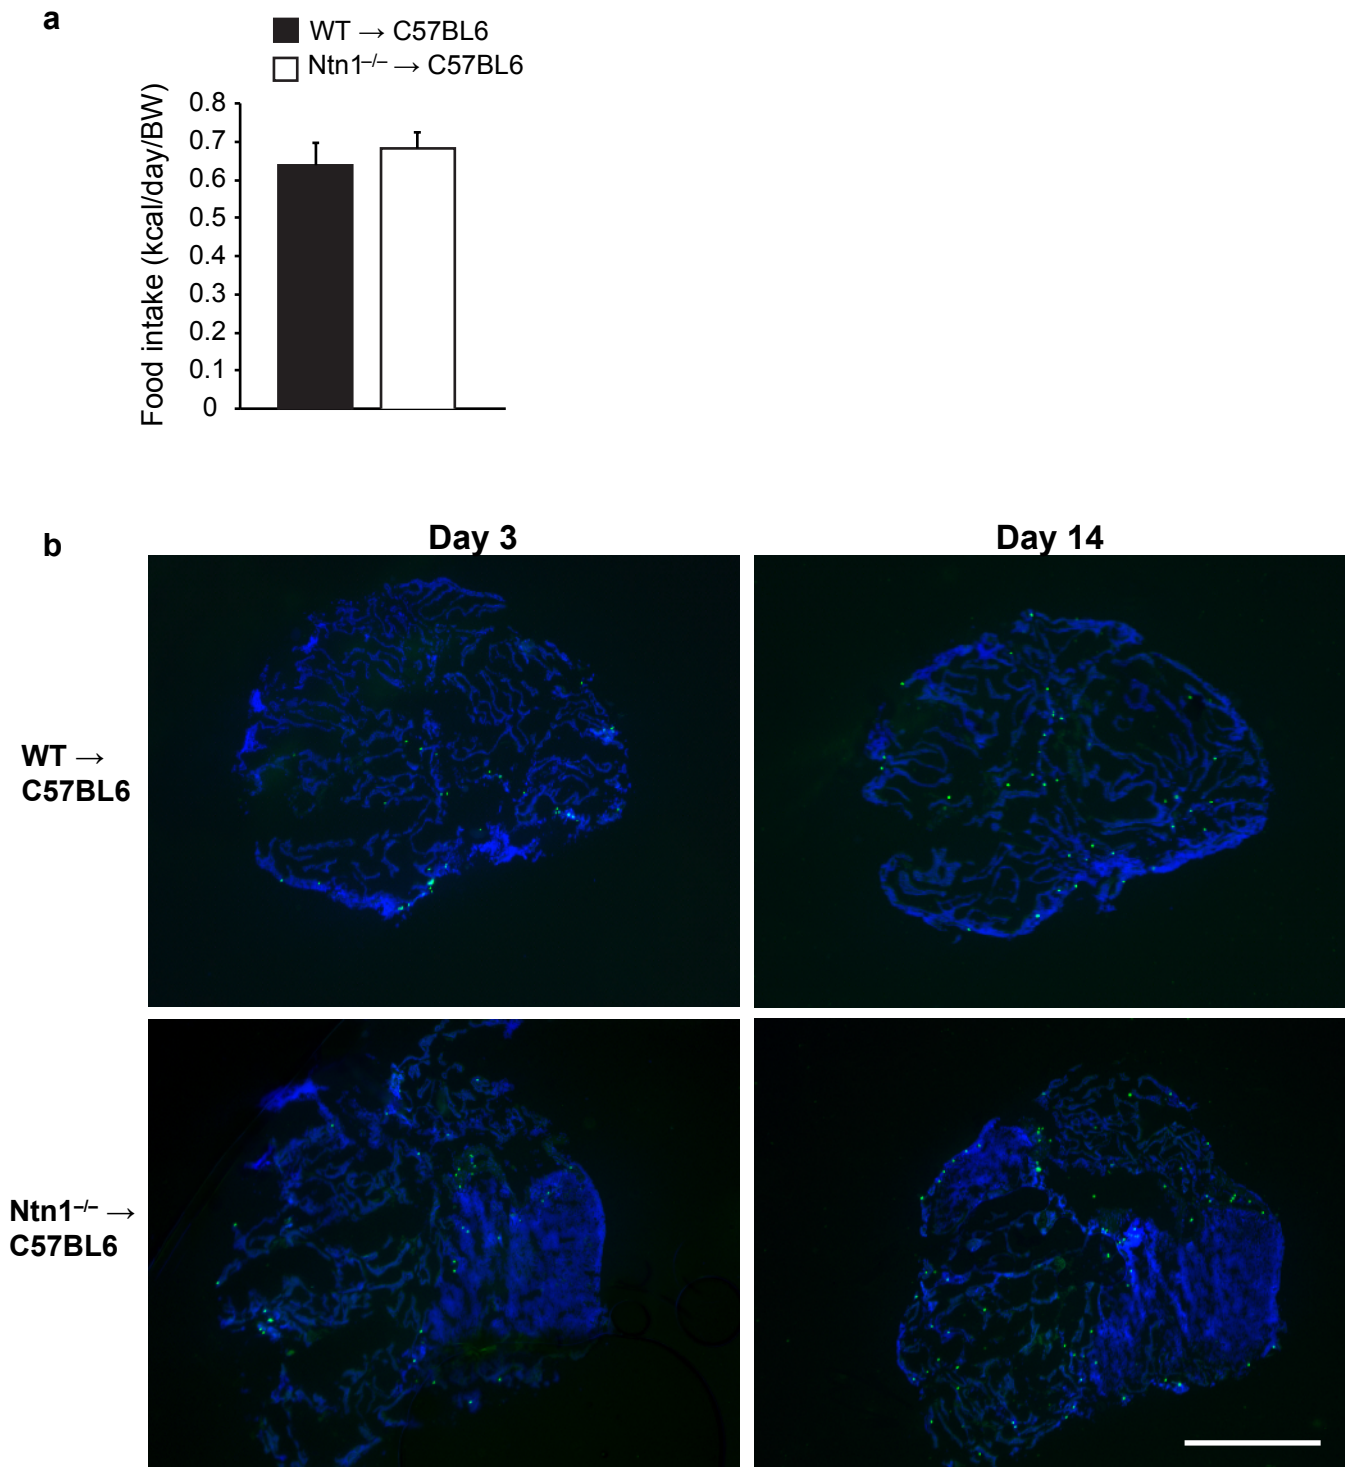 a
WT → C57BL6
Ntn1–/– → C57BL6
Food intake (kcal/day/BW)
0.8
0.7
0.6
0.5
0.4
0.3
0.2
0.1
0
b
Day 3
Day 14
WT →
C57BL6
Ntn1–/– →
C57BL6